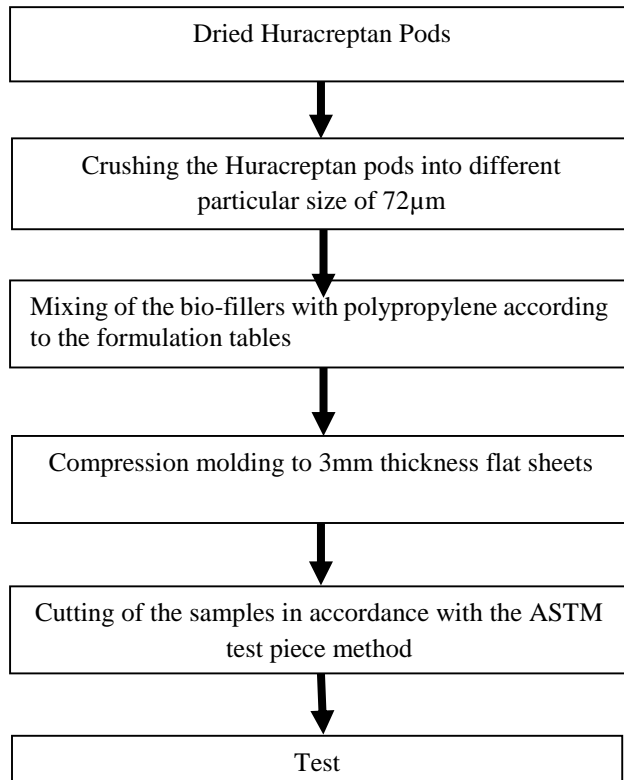 Dried Huracreptan Pods
Crushing the Huracreptan pods into different
particular size of 72µm
Mixing of the bio-fillers with polypropylene according
to the formulation tables
Compression molding to 3mm thickness flat sheets
Cutting of the samples in accordance with the ASTM
test piece method
Test